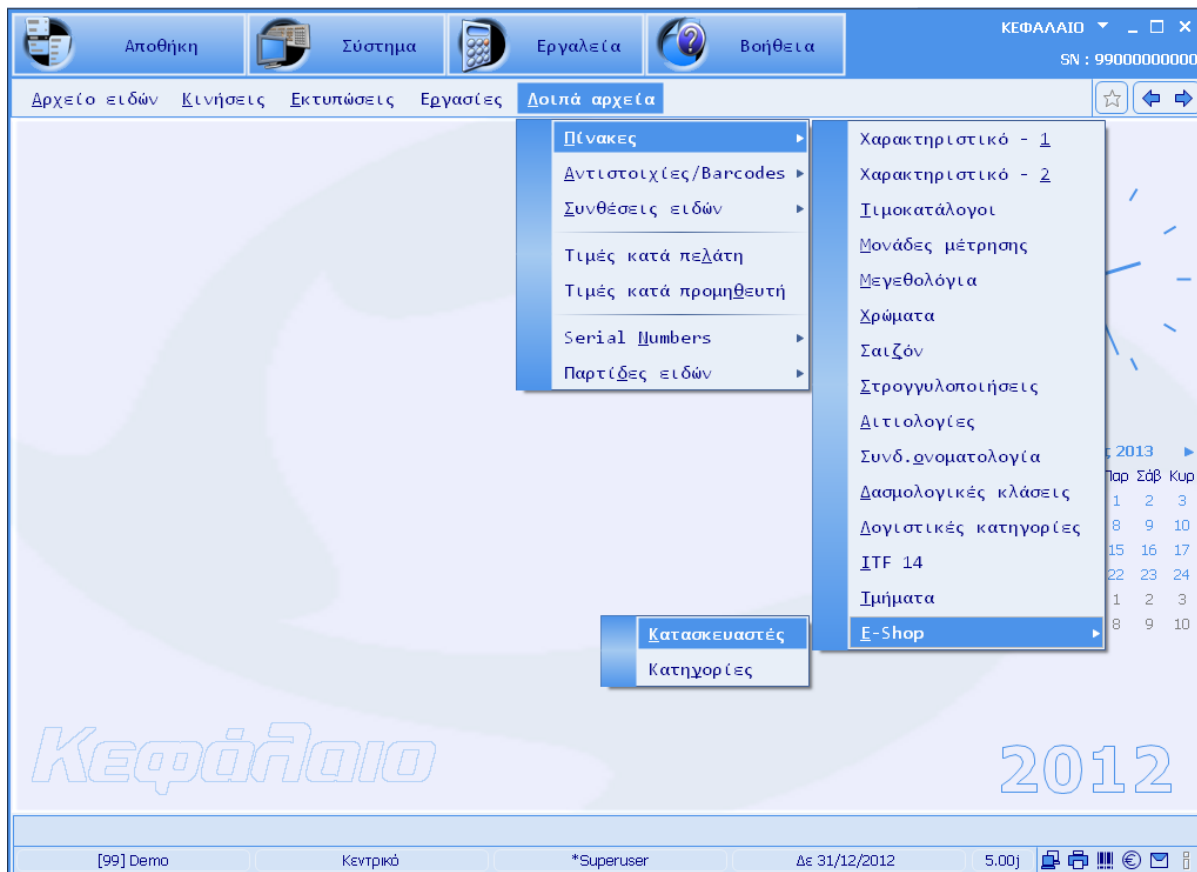 Αποθήκη Σύστημα Εργαλεία Βοήθεια
ΚΕΦΑΛΑΙΟ
SN : 99000000000
Αρχείο ειδών Κινήσεις Εκτυπώσεις Εργασίες Λοιπά αρχεία
Πίνακες
Αντιστοιχίες/Barcodes
Συνθέσεις ειδών
Τιμές κατά πελάτη
Τιμές κατά προμηθευτή
Serial Numbers
Παρτίδες ειδών
Χαρακτηριστικό - 1
Χαρακτηριστικό - 2
Τιμοκατάλογοι
Μονάδες μέτρησης
Μεγεθολόγια
Χρώματα
Σαιζόν
Στρογγυλοποιήσεις
Αιτιολογίες
Συνδ.ονοματολογία
Δασμολογικές κλάσεις
Λογιστικές κατηγορίες
ITF 14
Τμήματα
E-Shop
Κατασκευαστές
Κατηγορίες
ς 2013
Παρ Σάβ Κυρ
1 2 3
8 9 10
15 16 17
22 23 24
1 2 3
8 9 10
Κεφάλαιο
2012
[99] Demo Κεντρικό *Superuser Δε 31/12/2012 5.00j